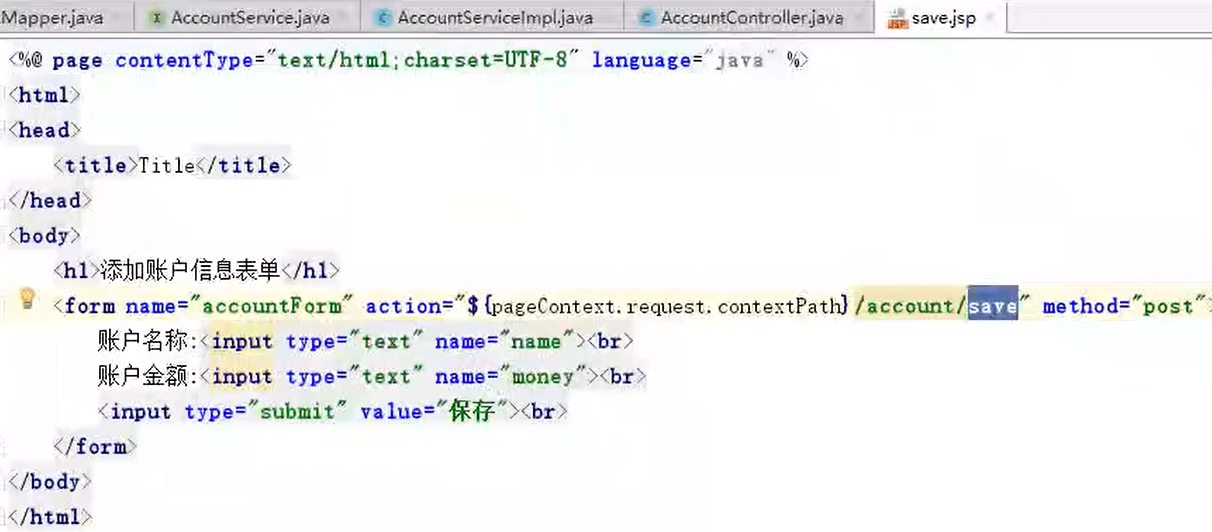 Mapper.java AccountService.java AccountServiceImpl.java AccountController.java save.jsp
<%@ page contentType="text/html;charset=UTF-8" language="java" %>
<html>
<head>
    <title>Title</title>
</head>
<body>
    <h1>添加账户信息表单</h1>
    <form name="accountForm" action="${pageContext.request.contextPath}/account/save" method="post">
        账户名称:<input type="text" name="name"><br>
        账户金额:<input type="text" name="money"><br>
        <input type="submit" value="保存"><br>
    </form>
</body>
</html>